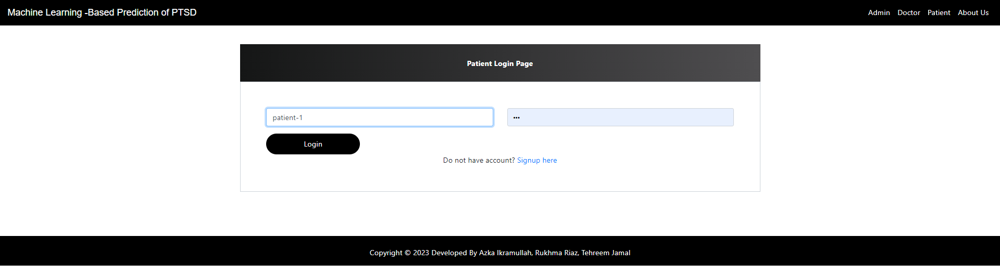 Machine Learning -Based Prediction of PTSD
Admin Doctor Patient About Us
Patient Login Page
patient-1
•••
Login
Do not have account? Signup here
Copyright © 2023 Developed By Azka Ikramullah, Rukhma Riaz, Tehreem Jamal